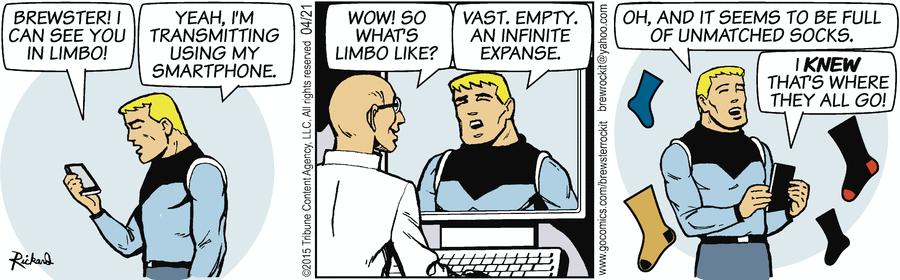 BREWSTER! I
CAN SEE YOU
IN LIMBO!
YEAH, I'M
TRANSMITTING
USING MY
SMARTPHONE.
Rickard
©2015 Tribune Content Agency, LLC. All rights reserved 04/21
WOW! SO
WHAT'S
LIMBO LIKE?
VAST. EMPTY.
AN INFINITE
EXPANSE.
www.gocomics.com/brewsterrockit brewrockit@yahoo.com
OH, AND IT SEEMS TO BE FULL
OF UNMATCHED SOCKS.
I KNEW
THAT'S WHERE
THEY ALL GO!